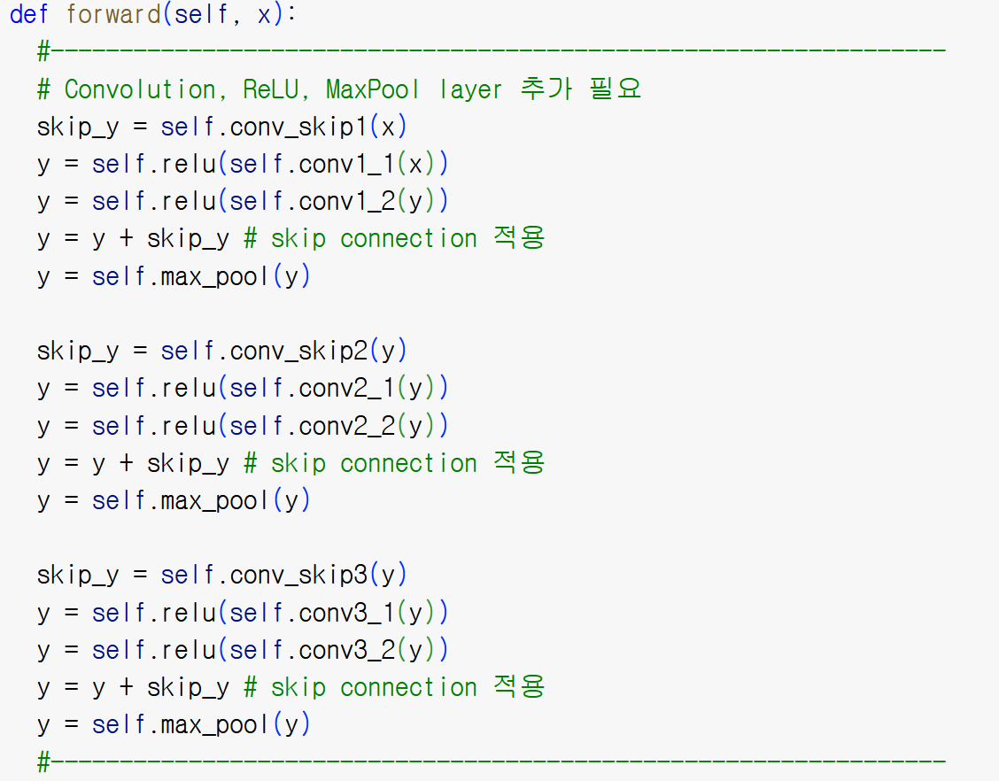 def forward(self, x):
  #-----------------------------------------------------------------
  # Convolution, ReLU, MaxPool layer 추가 필요
  skip_y = self.conv_skip1(x)
  y = self.relu(self.conv1_1(x))
  y = self.relu(self.conv1_2(y))
  y = y + skip_y # skip connection 적용
  y = self.max_pool(y)

  skip_y = self.conv_skip2(y)
  y = self.relu(self.conv2_1(y))
  y = self.relu(self.conv2_2(y))
  y = y + skip_y # skip connection 적용
  y = self.max_pool(y)

  skip_y = self.conv_skip3(y)
  y = self.relu(self.conv3_1(y))
  y = self.relu(self.conv3_2(y))
  y = y + skip_y # skip connection 적용
  y = self.max_pool(y)
  #-----------------------------------------------------------------